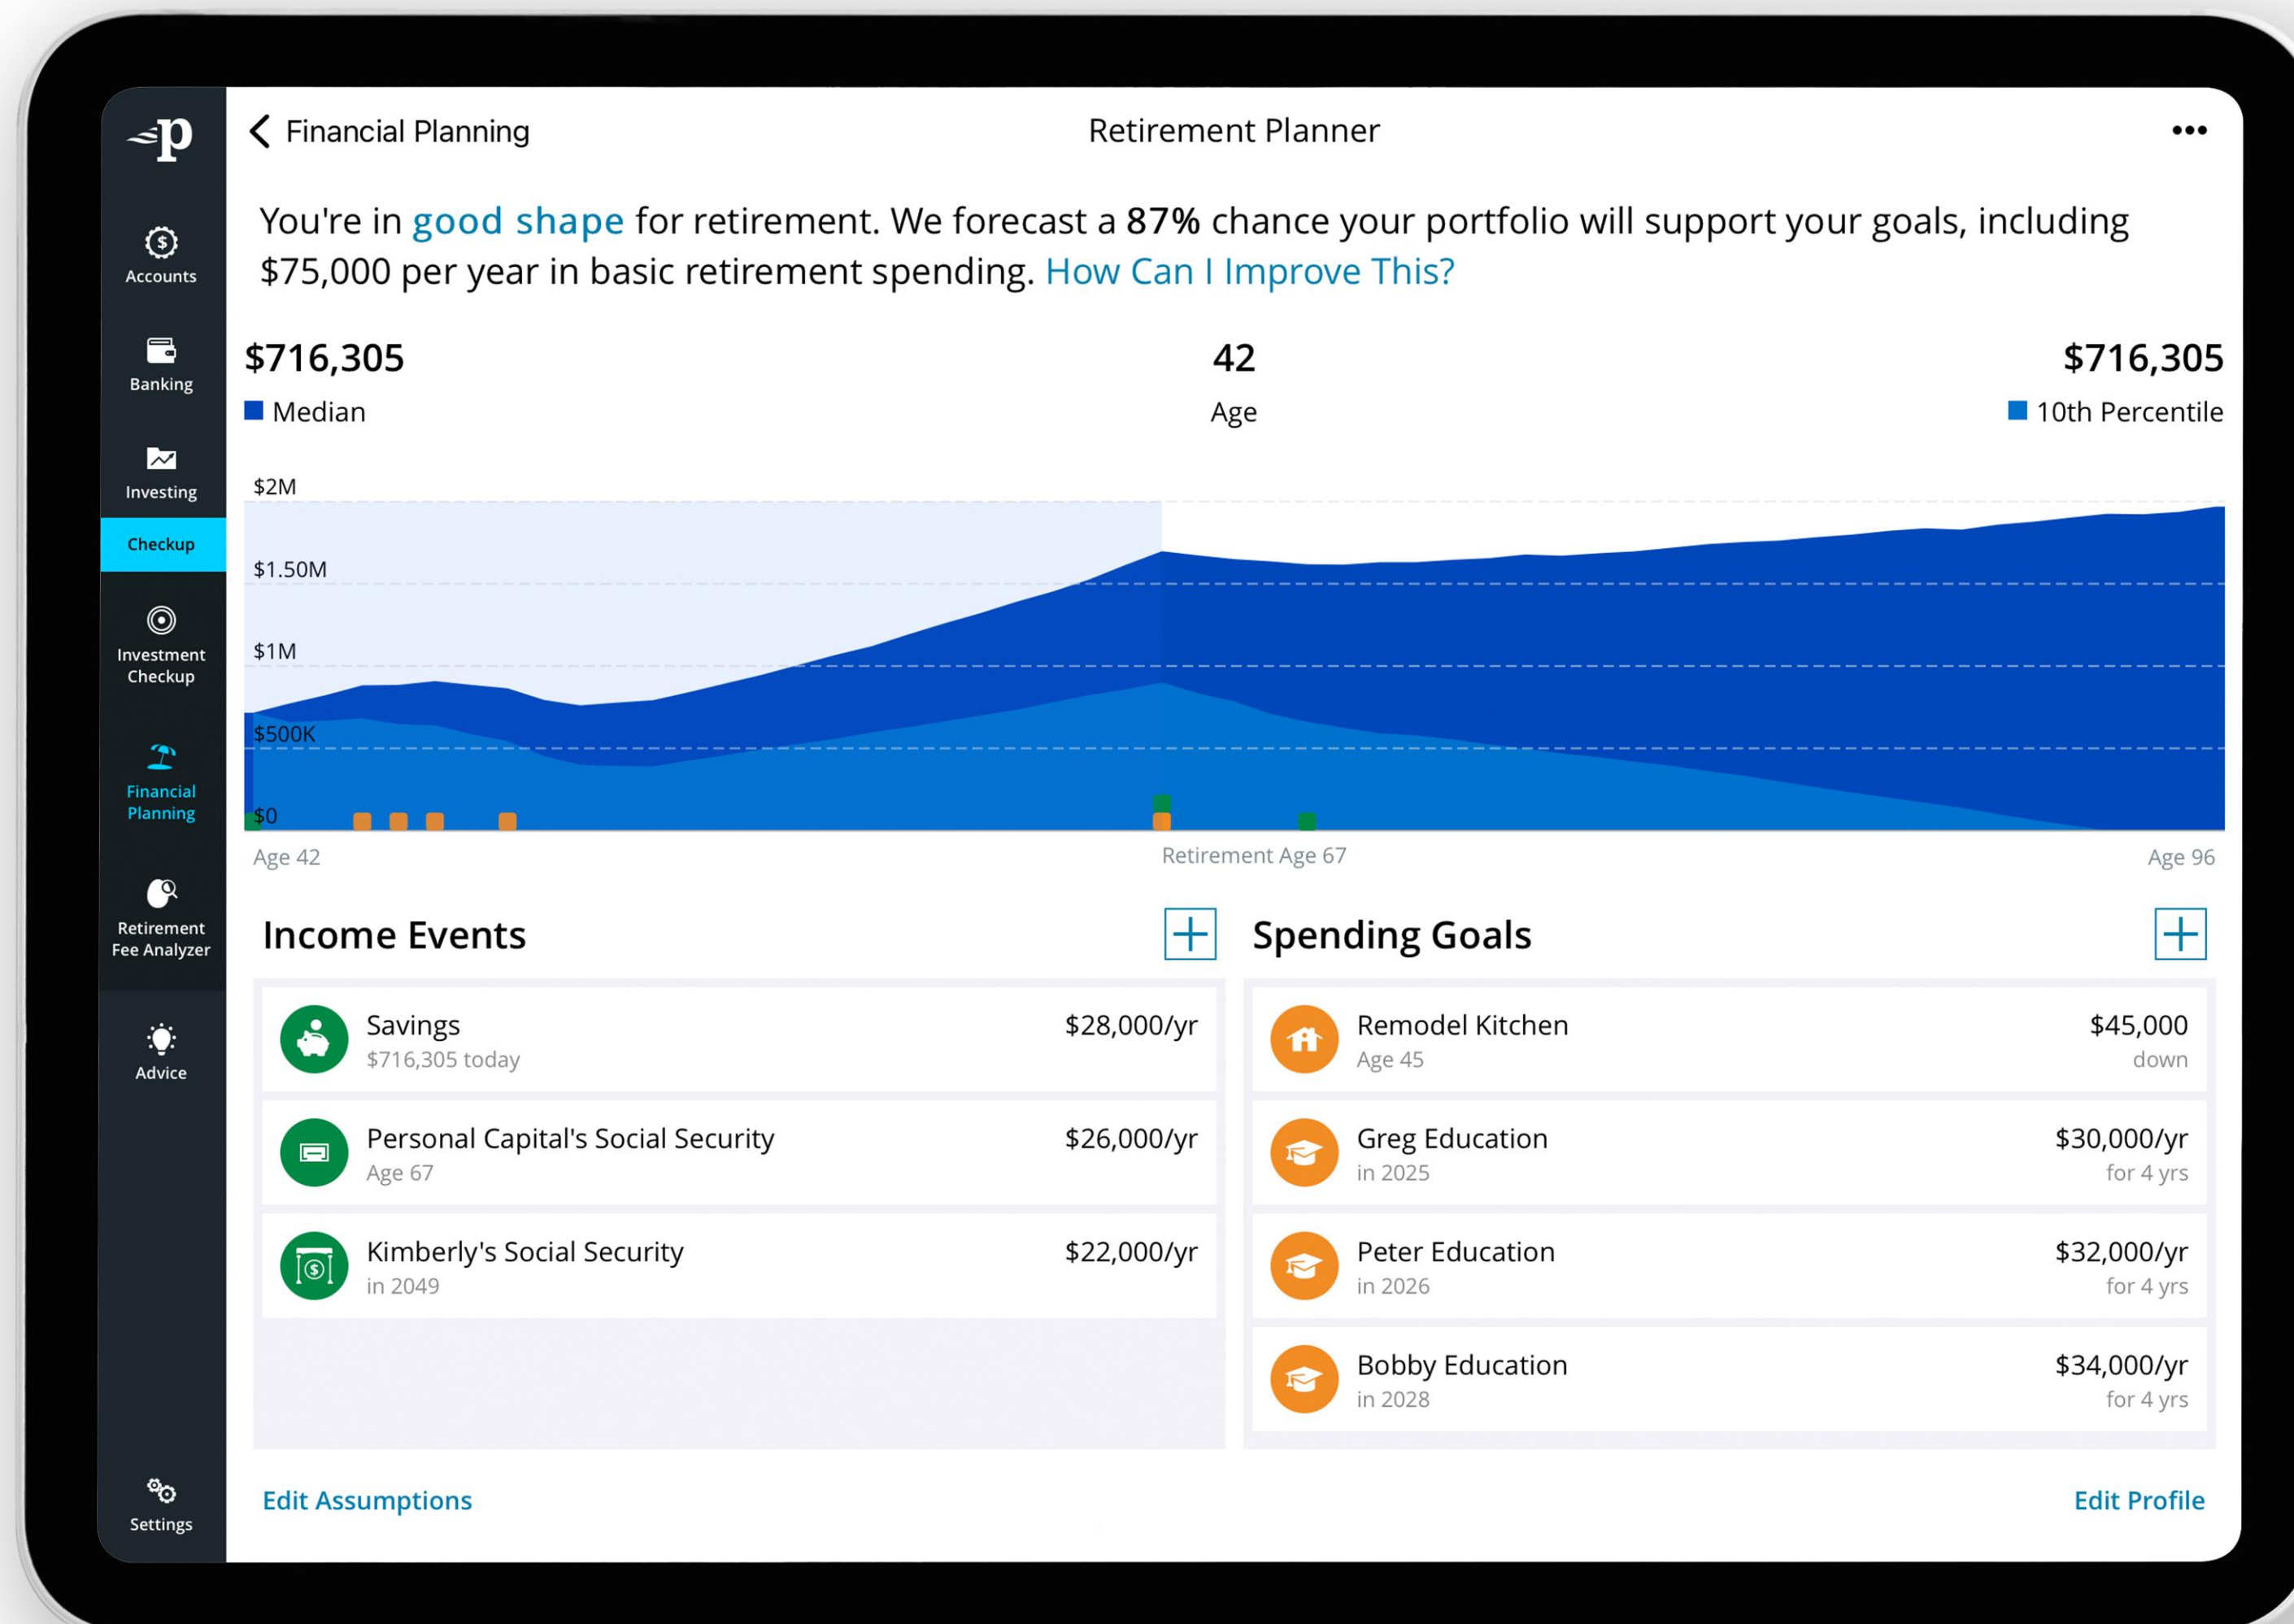 p
Financial Planning
Retirement Planner
You're in good shape for retirement. We forecast a 87% chance your portfolio will support your goals, including
$75,000 per year in basic retirement spending. How Can I Improve This?
$716,305
Median
42
Age
$716,305
10th Percentile
$2M
$1.50M
$1M
$500K
$0
Age 42
Retirement Age 67
Age 96
Accounts
Banking
Investing
Checkup
Investment
Checkup
Financial
Planning
Retirement
Fee Analyzer
Advice
Settings
Income Events
Savings
$28,000/yr
$716,305 today
Personal Capital's Social Security
$26,000/yr
Age 67
Kimberly's Social Security
$22,000/yr
in 2049
Spending Goals
Remodel Kitchen
$45,000
Age 45
down
Greg Education
$30,000/yr
in 2025
for 4 yrs
Peter Education
$32,000/yr
in 2026
for 4 yrs
Bobby Education
$34,000/yr
in 2028
for 4 yrs
Edit Assumptions
Edit Profile